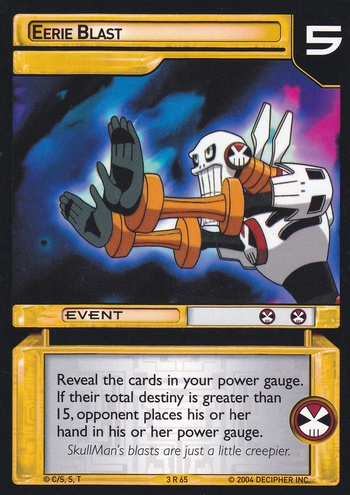 EERIE BLAST
5
EVENT
Reveal the cards in your power gauge.
If their total destiny is greater than
15, opponent places his or her
hand in his or her power gauge.
SkullMan's blasts are just a little creepier.
© C/S, S, T 3 R 65 © 2004 DECIPHER INC.